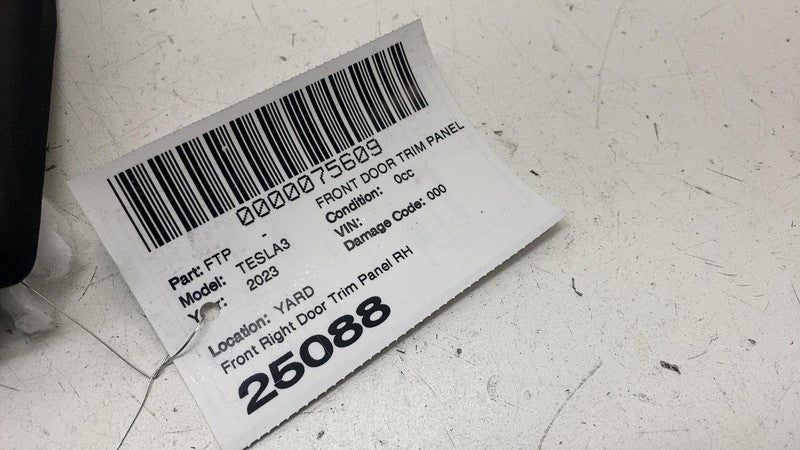 0000075609
Part: FTP - FRONT DOOR TRIM PANEL
Model: TESLA3 Condition: 0cc
Year: 2023 VIN:
Damage Code: 000
Location: YARD
Front Right Door Trim Panel RH
25088